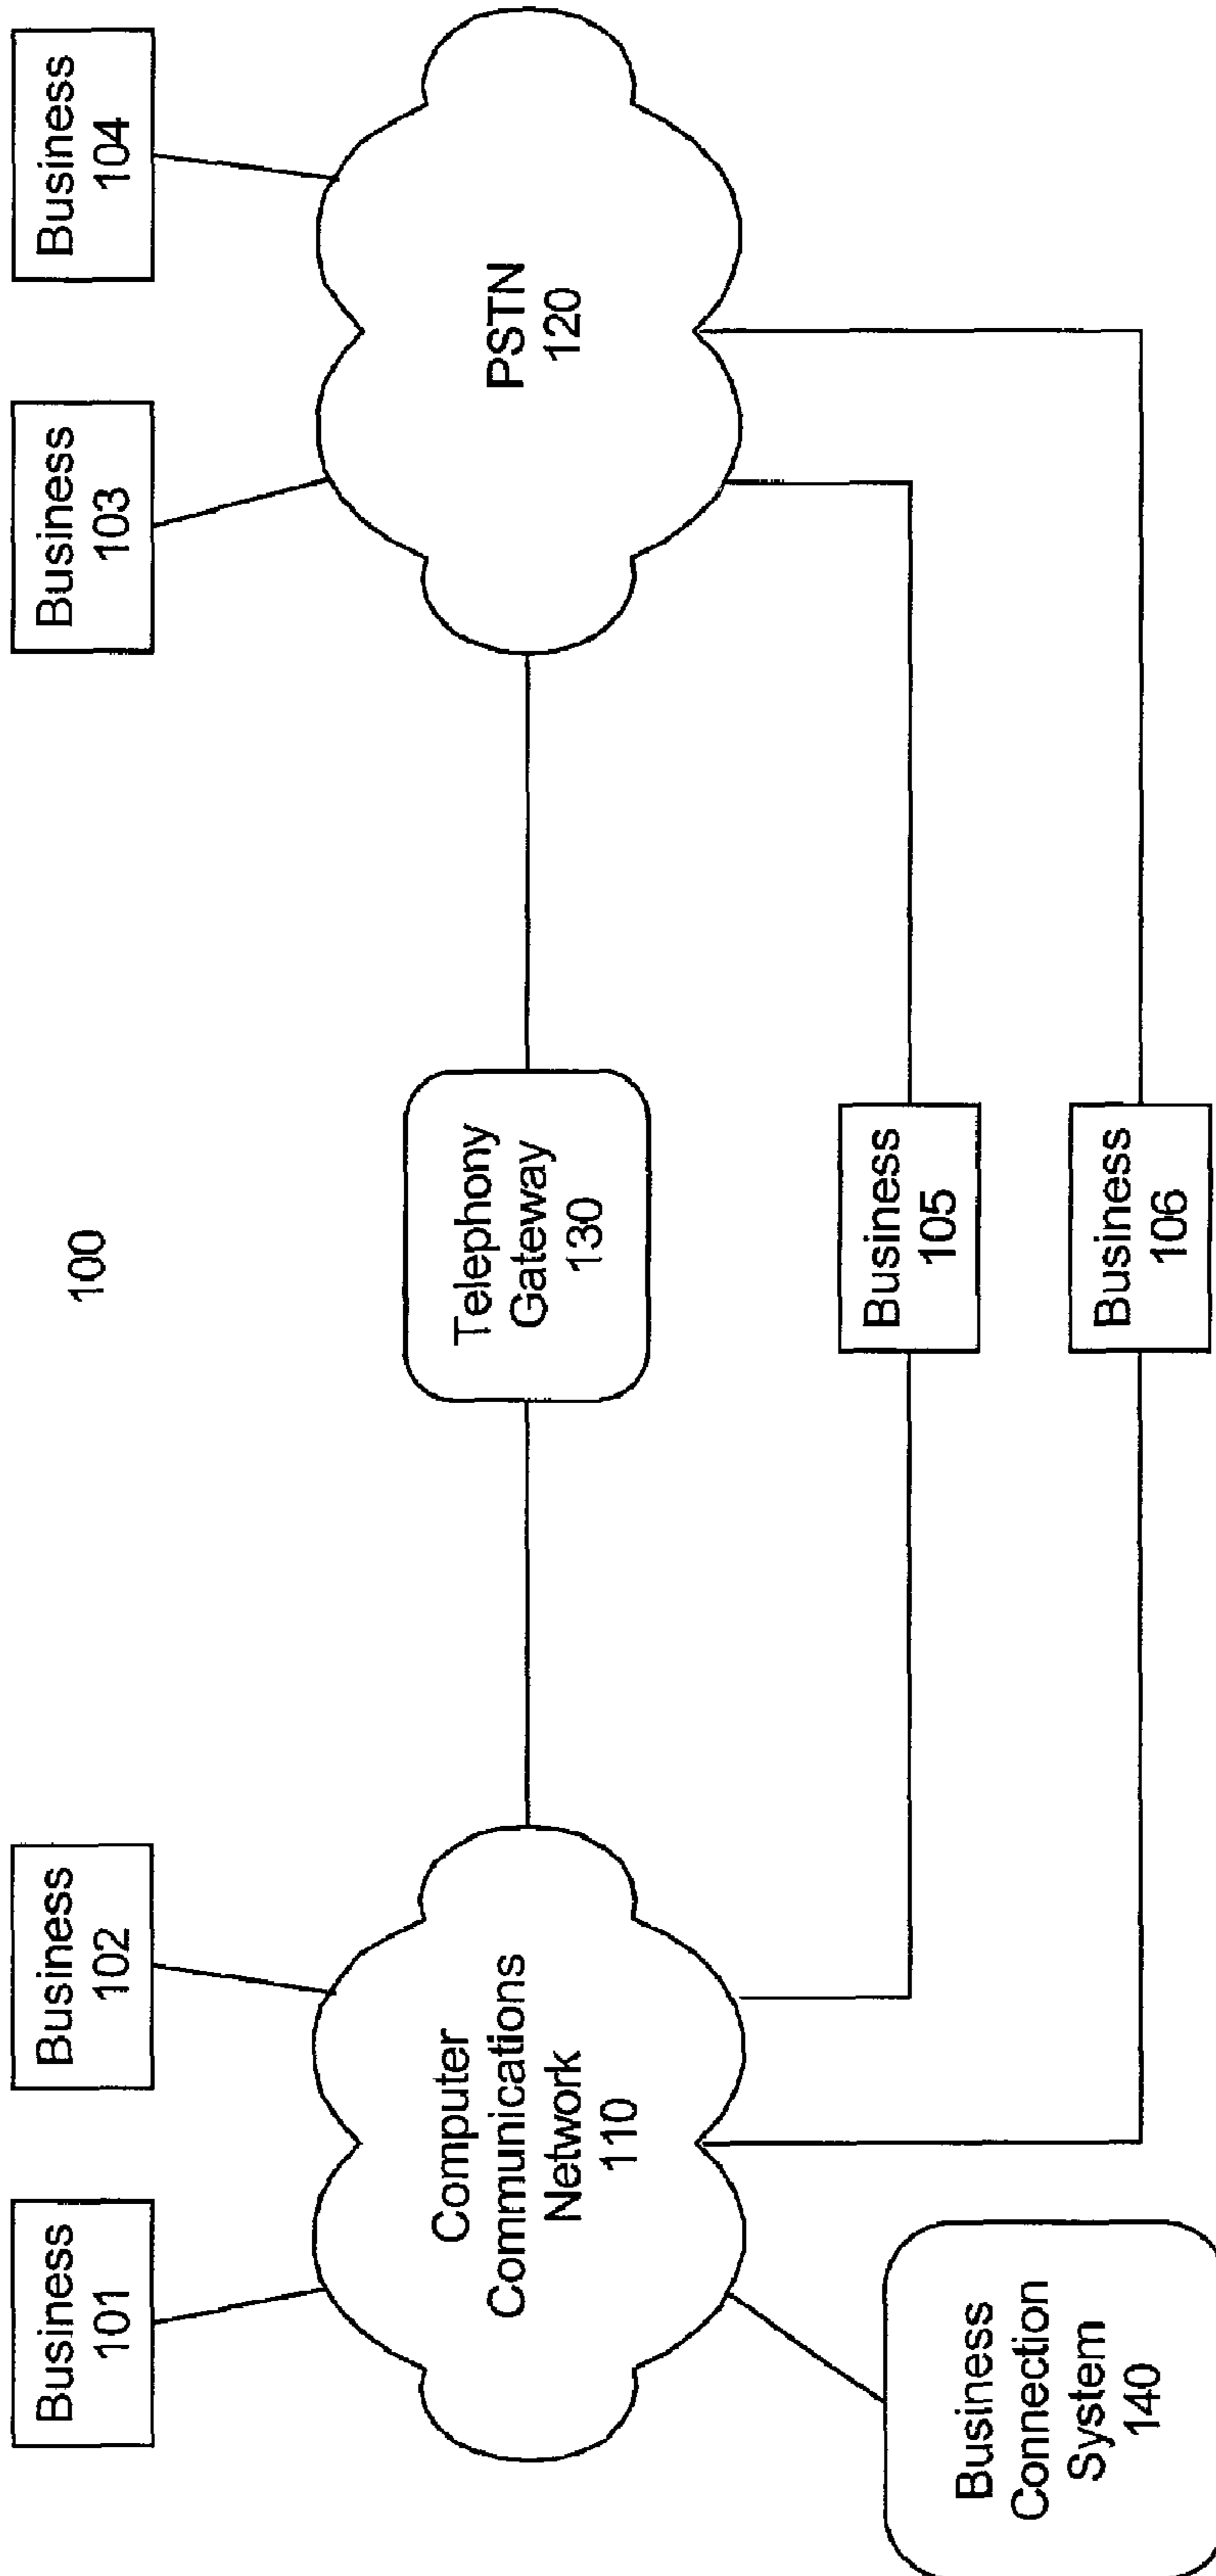 100
Business
101
Business
102
Business
103
Business
104
Computer
Communications
Network
110
Telephony
Gateway
130
PSTN
120
Business
105
Business
106
Business
Connection
System
140